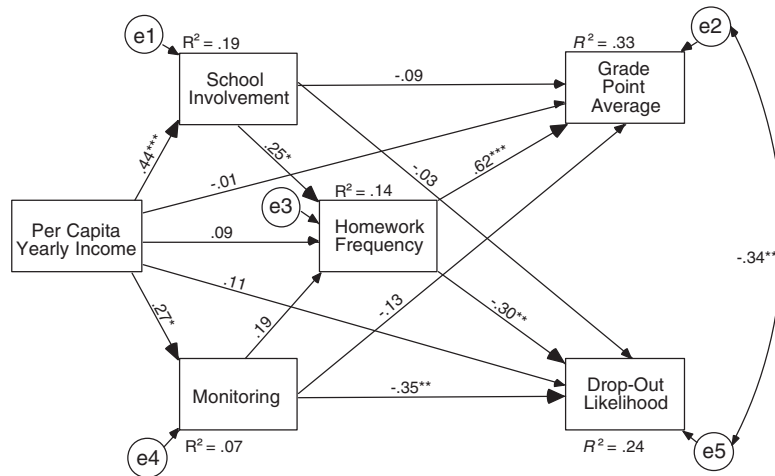 e1
R² = .19
School
Involvement
-.09
R² = .33
Grade
Point
Average
e2
.44***
.25*
-.01
-.03
.62***
R² = .14
e3
Per Capita
Yearly Income
.09
Homework
Frequency
-.34**
.11
.27*
.19
-.13
-.30**
Monitoring
-.35**
Drop-Out
Likelihood
e4
R² = .07
R² = .24
e5